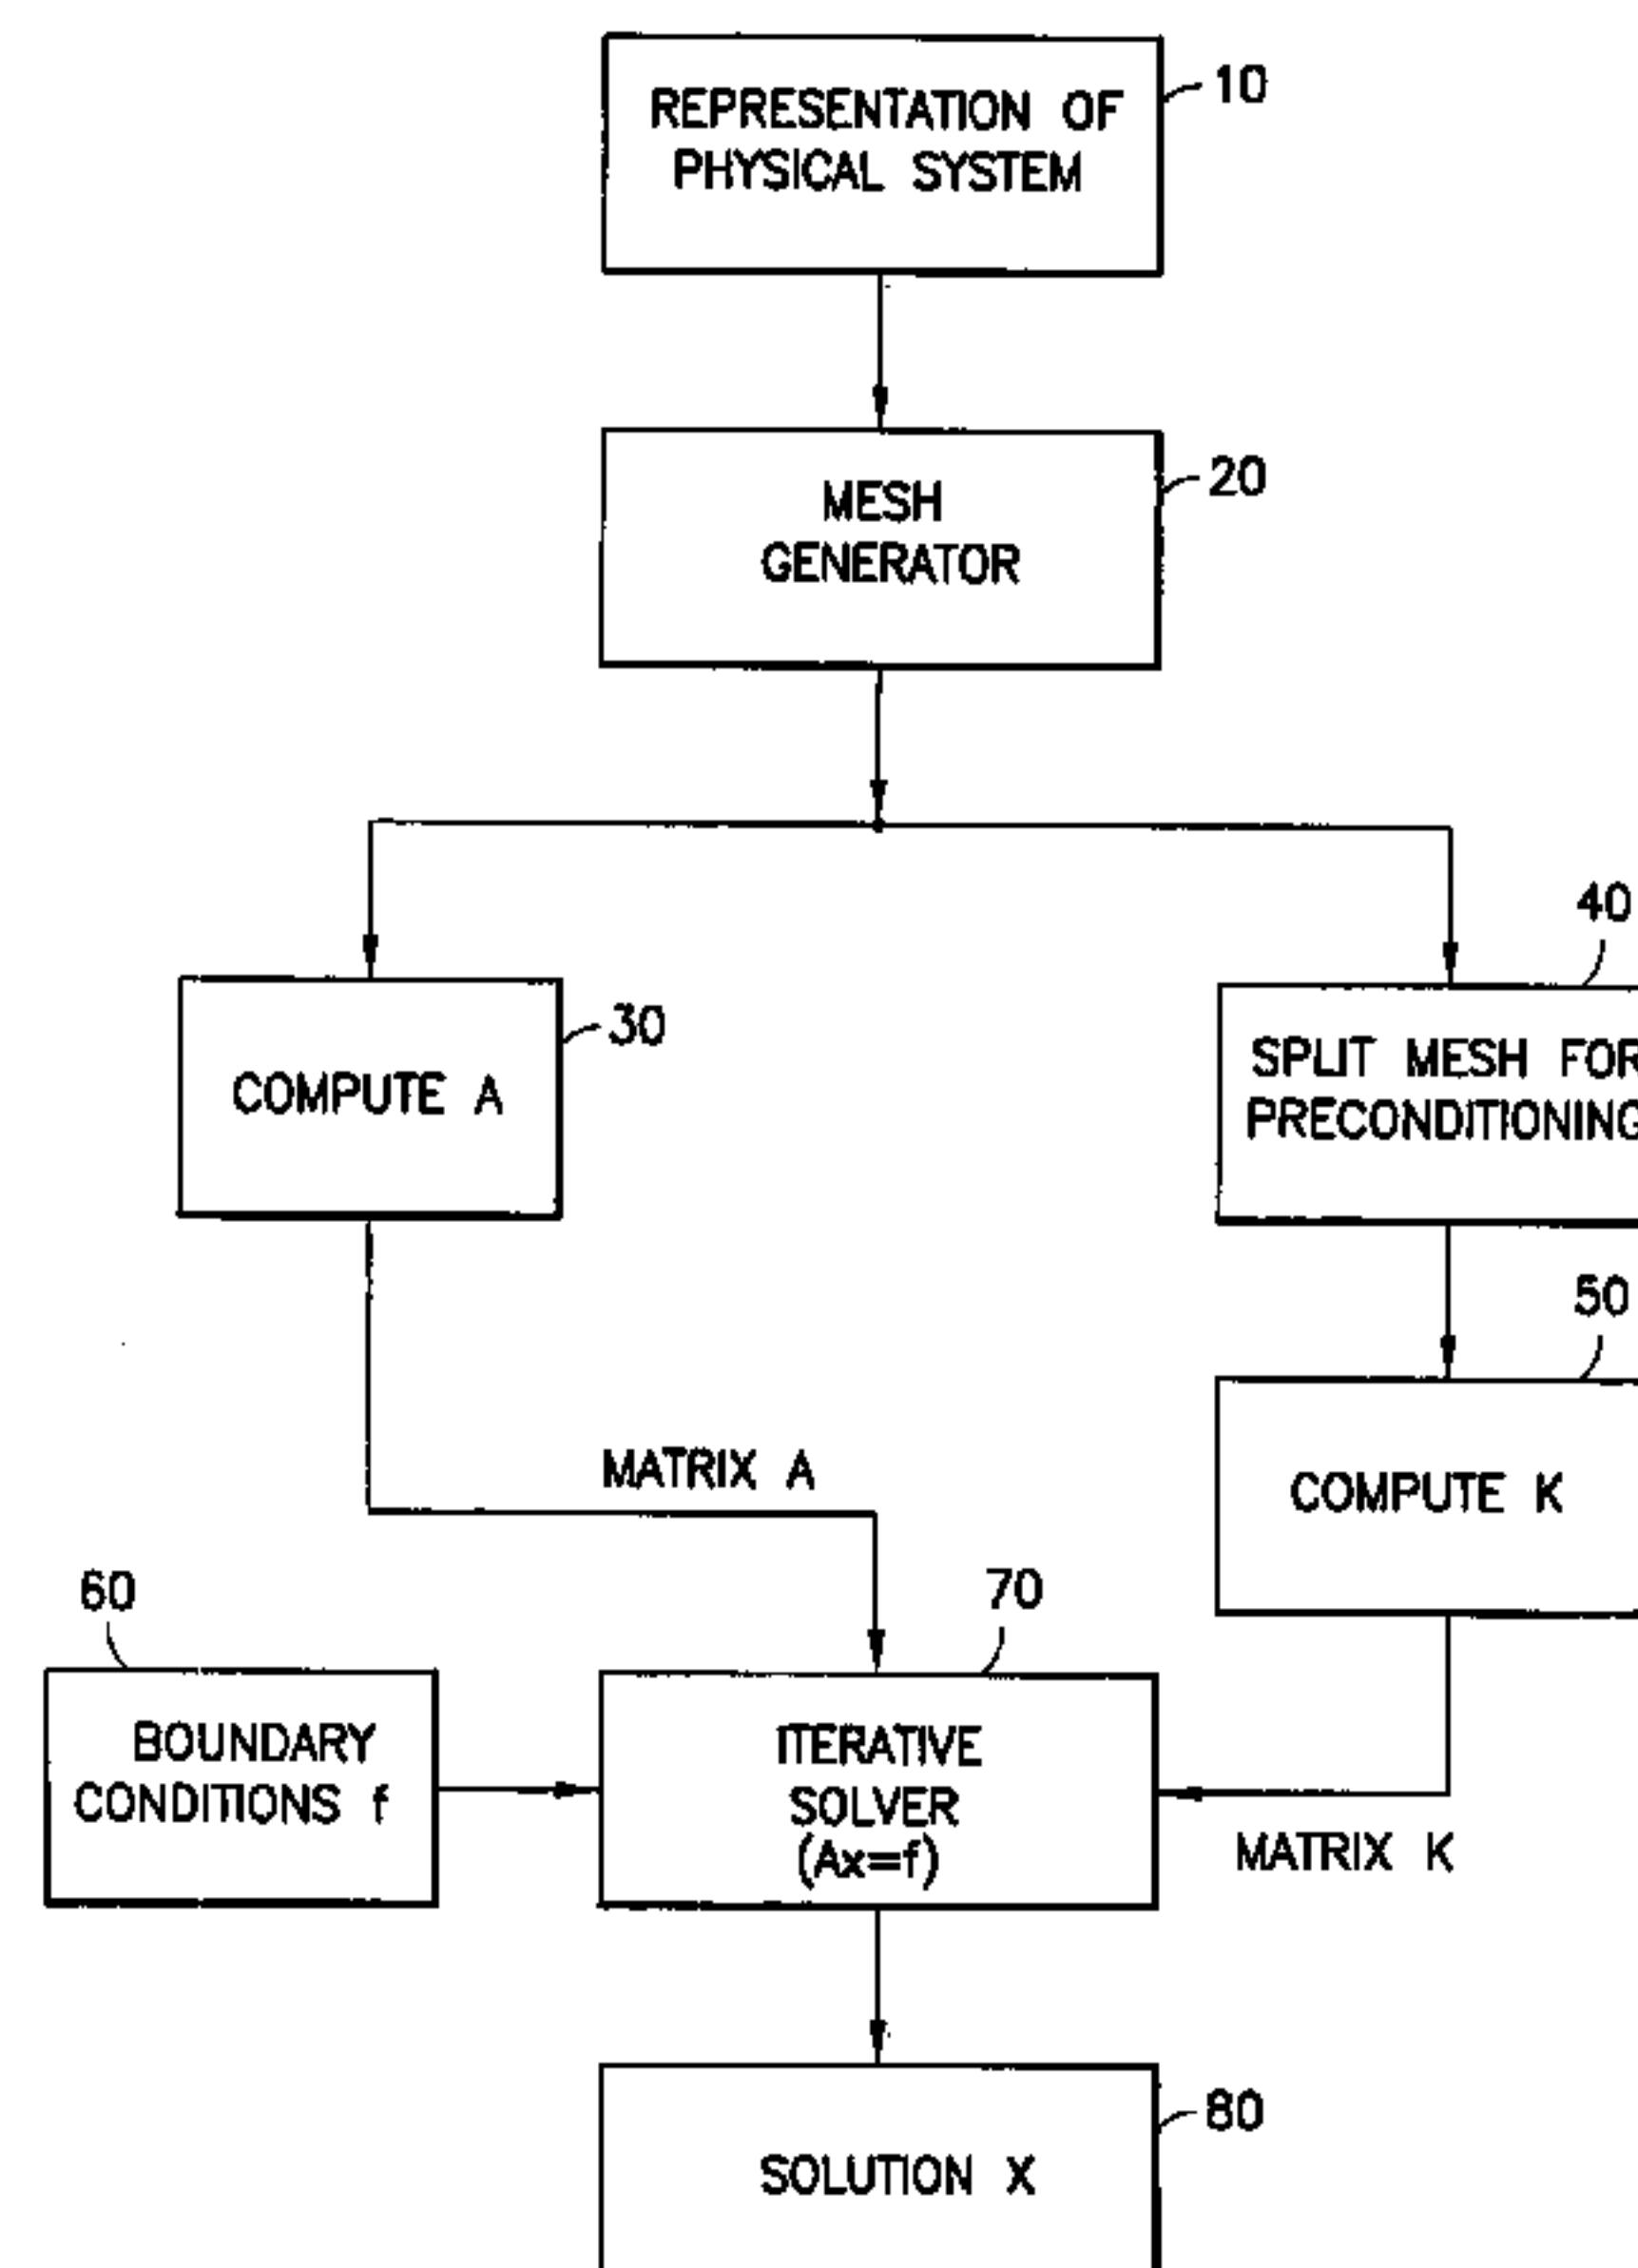 REPRESENTATION OF
PHYSICAL SYSTEM
10
MESH
GENERATOR
20
40
30
COMPUTE A
SPLIT MESH FOR
PRECONDITIONING
50
MATRIX A
COMPUTE K
60
70
BOUNDARY
CONDITIONS f
ITERATIVE
SOLVER
(Ax=f)
MATRIX K
80
SOLUTION X